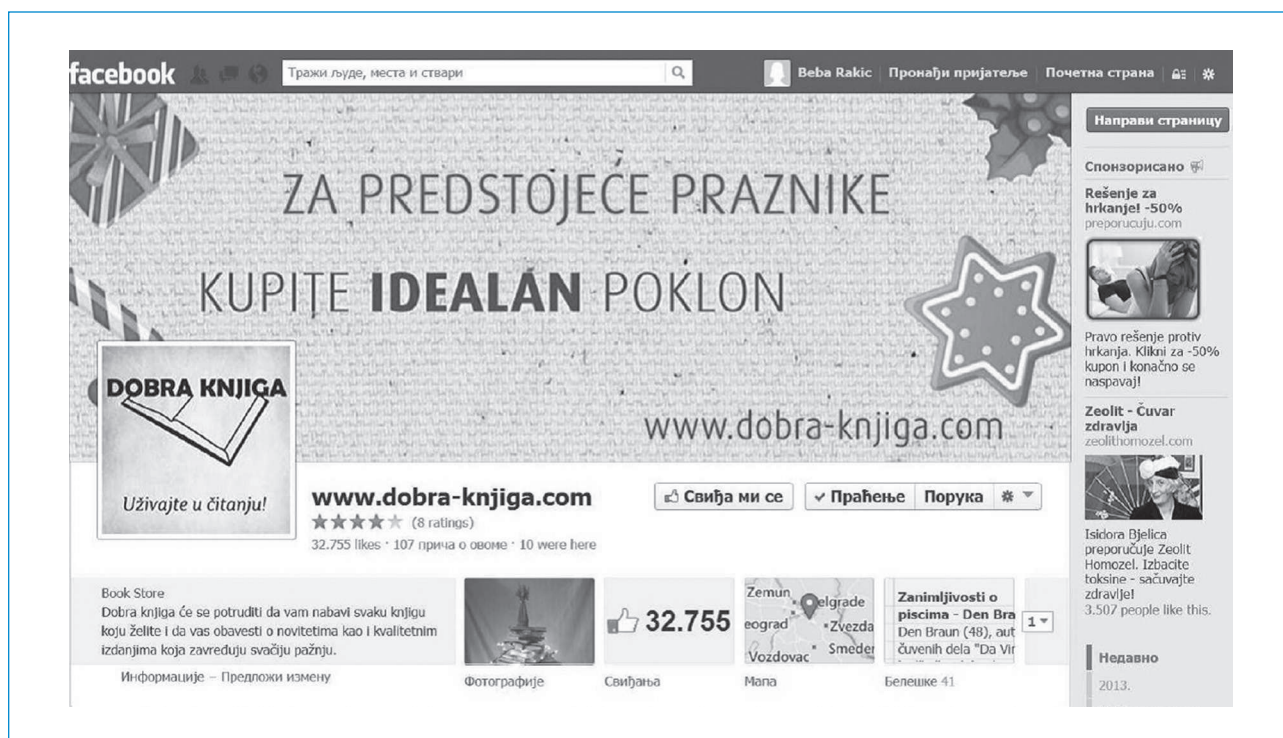 facebook
Тражи људе, места и ствари
Beba Rakic
Пронађи пријатеље
Почетна страна
ZA PREDSTOJEĆE PRAZNIKE
KUPITE IDEALAN POKLON
www.dobra-knjiga.com
DOBRA KNJIGA
Uživajte u čitanju!
www.dobra-knjiga.com
(8 ratings)
32.755 likes · 107 прича о овоме · 10 were here
Свиђа ми се
Праћење
Порука
Book Store
Dobra knjiga će se potruditi da vam nabavi svaku knjigu
koju želite i da vas obavesti o novitetima kao i kvalitetnim
izdanjima koja zavređuju svačiju pažnju.
Информације – Предложи измену
Фотографије
32.755
Свиђања
Zemun
elgrade
eograd
Zvezda
Vozdovac
Smeder
Мапа
Zanimljivosti o
piscima - Den Bra
Den Braun (48), aut
čuvenih dela "Da Vir
1
Белешке 41
Направи страницу
Спонзорисано
Rešenje za
hrkanje! -50%
preporucuju.com
Pravo rešenje protiv
hrkanja. Klikni za -50%
kupon i konačno se
naspavaj!
Zeolit - Čuvar
zdravlja
zeolithomozel.com
Isidora Bjelica
preporučuje Zeolit
Homozel. Izbacite
toksine - sačuvajte
zdravlje!
3.507 people like this.
Недавно
2013.